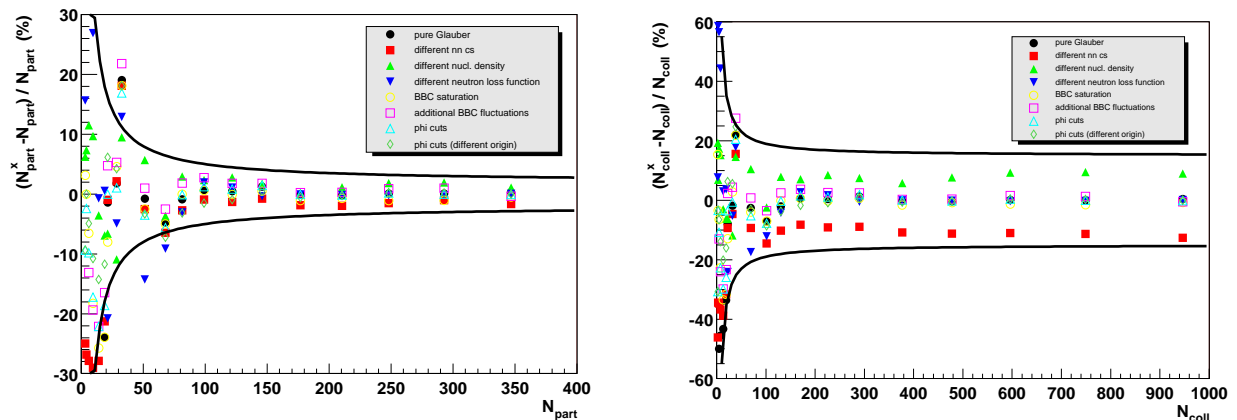 (N^x_part -N_part) / N_part (%)
30
20
10
0
-10
-20
-30
0 50 100 150 200 250 300 350 400
N_part
pure Glauber
different nn cs
different nucl. density
different neutron loss function
BBC saturation
additional BBC fluctuations
phi cuts
phi cuts (different origin)
(N^x_coll -N_coll) / N_coll (%)
60
40
20
0
-20
-40
-60
0 100 200 300 400 500 600 700 800 900 1000
N_coll
pure Glauber
different nn cs
different nucl. density
different neutron loss function
BBC saturation
additional BBC fluctuations
phi cuts
phi cuts (different origin)